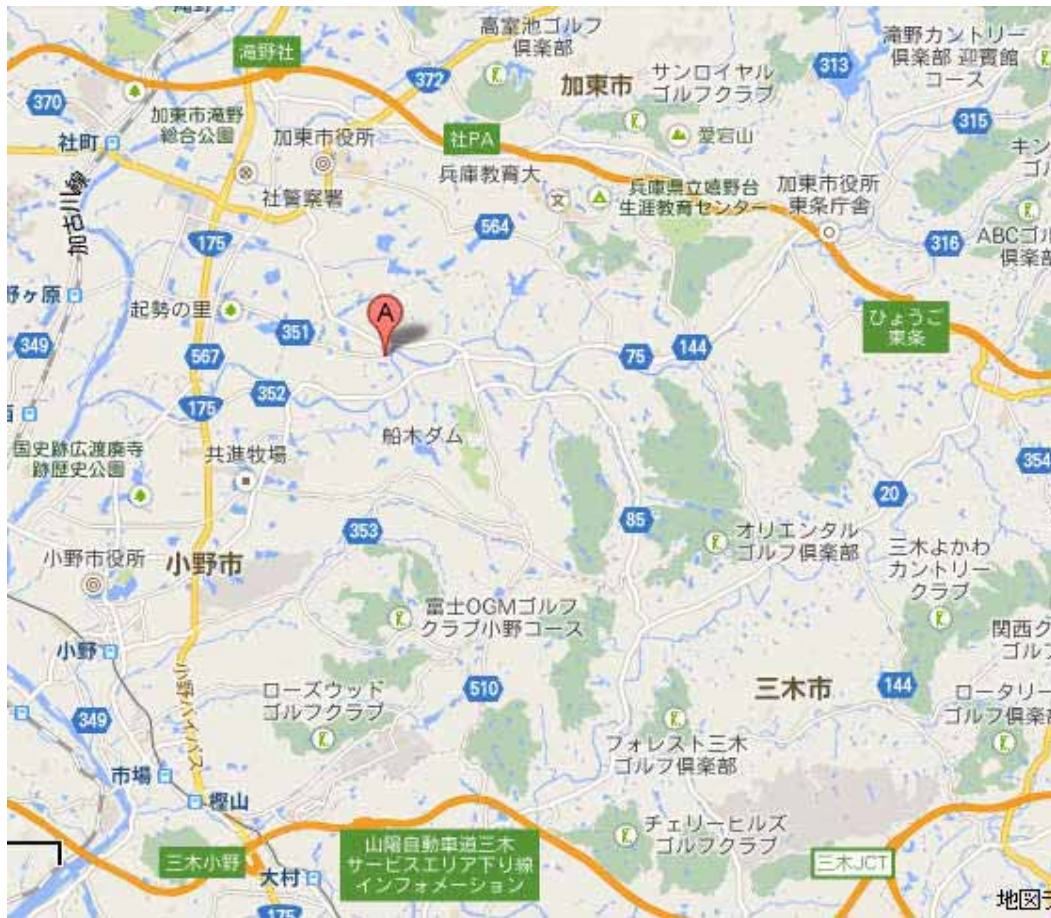 滝野
高室池ゴルフ
倶楽部
滝野カントリー
倶楽部 迎賓館
コース
滝野社
372
加東市
サンロイヤル
ゴルフクラブ
313
370
加東市滝野
総合公園
加東市役所
社PA
愛宕山
315
社町
兵庫教育大
兵庫県立嬉野台
生涯教育センター
加東市役所
東条庁舎
社警察署
加古川線
175
564
316
ABCゴル
倶楽部
野ヶ原
起勢の里
A
ひょうご
東条
349
351
567
75
144
352
175
船木ダム
国史跡広渡廃寺
跡歴史公園
共進牧場
354
20
353
85
オリエンタル
ゴルフ倶楽部
三木よかわ
カントリー
クラブ
小野市役所
小野市
富士OGMゴルフ
クラブ小野コース
関西ク
ゴルフ
小野
小野バイパス
ローズウッド
ゴルフクラブ
510
三木市
144
ロータリー
ゴルフ倶楽部
349
フォレスト三木
ゴルフ倶楽部
市場
樫山
チェリーヒルズ
ゴルフクラブ
三木小野
山陽自動車道三木
サービスエリア下り線
インフォメーション
三木JCT
大村
175
地図デ